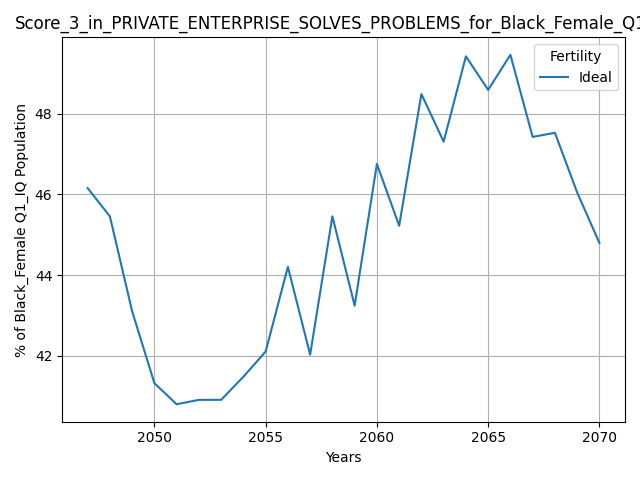 Score_3_in_PRIVATE_ENTERPRISE_SOLVES_PROBLEMS_for_Black_Female_Q1
Fertility
Ideal
% of Black_Female Q1_IQ Population
48
46
44
42
2050 2055 2060 2065 2070
Years